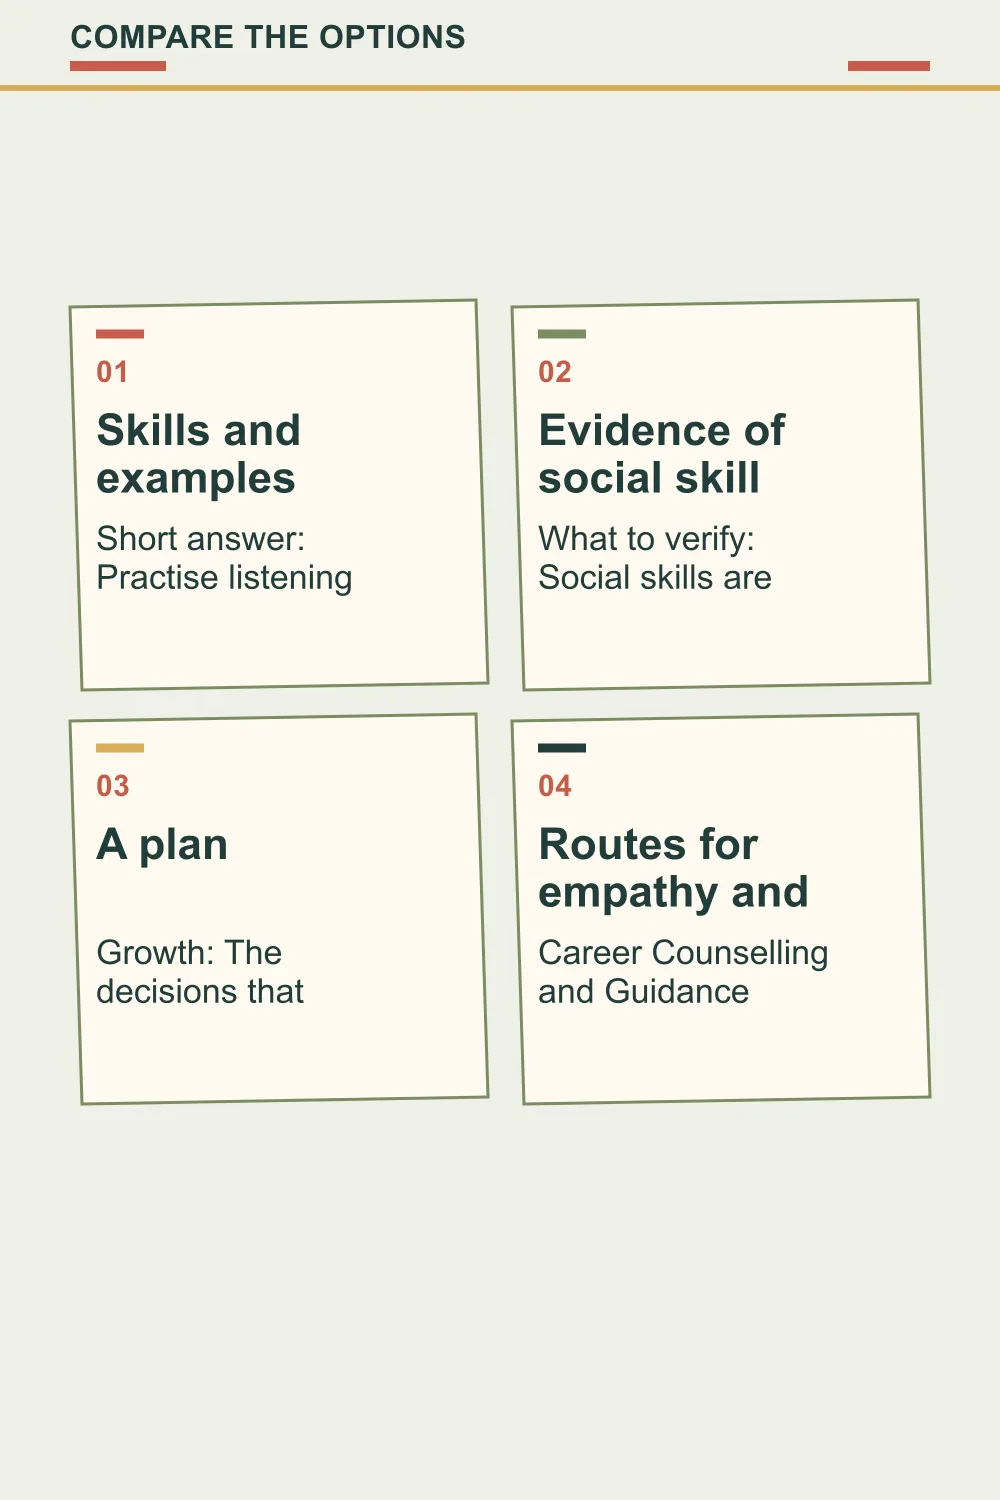 COMPARE THE OPTIONS
01
Skills and
examples
Short answer:
Practise listening
02
Evidence of
social skill
What to verify:
Social skills are
03
A plan
Growth: The
decisions that
04
Routes for
empathy and
Career Counselling
and Guidance